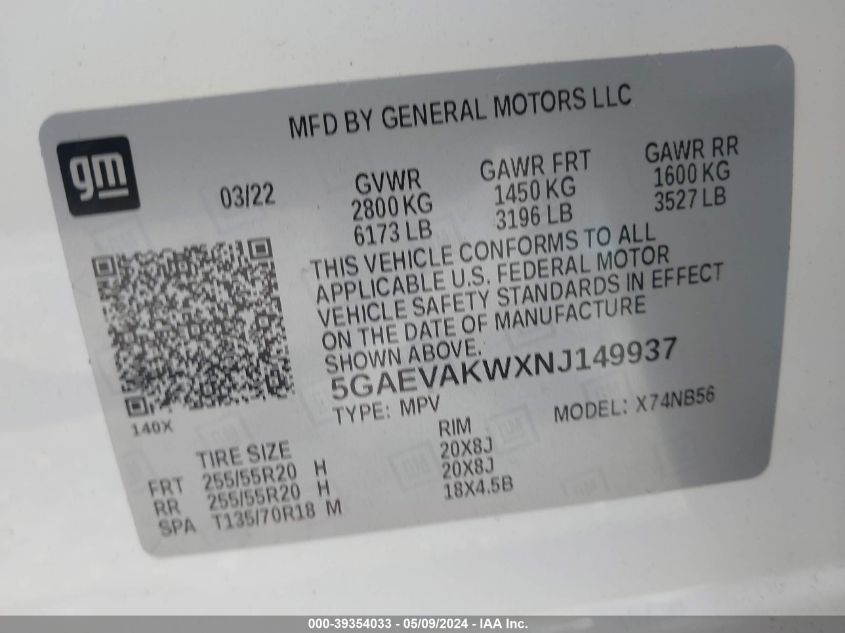 MFD BY GENERAL MOTORS LLC
gm
03/22
GVWR
2800 KG
6173 LB
GAWR FRT
1450 KG
3196 LB
GAWR RR
1600 KG
3527 LB
THIS VEHICLE CONFORMS TO ALL
APPLICABLE U.S. FEDERAL MOTOR
VEHICLE SAFETY STANDARDS IN EFFECT
ON THE DATE OF MANUFACTURE
SHOWN ABOVE.
5GAEVAKWXNJ149937
TYPE: MPV MODEL: X74NB56
140X
TIRE SIZE RIM
FRT 255/55R20 H 20X8J
RR 255/55R20 H 20X8J
SPA T135/70R18 M 18X4.5B
000-39354033 - 05/09/2024 - IAA Inc.